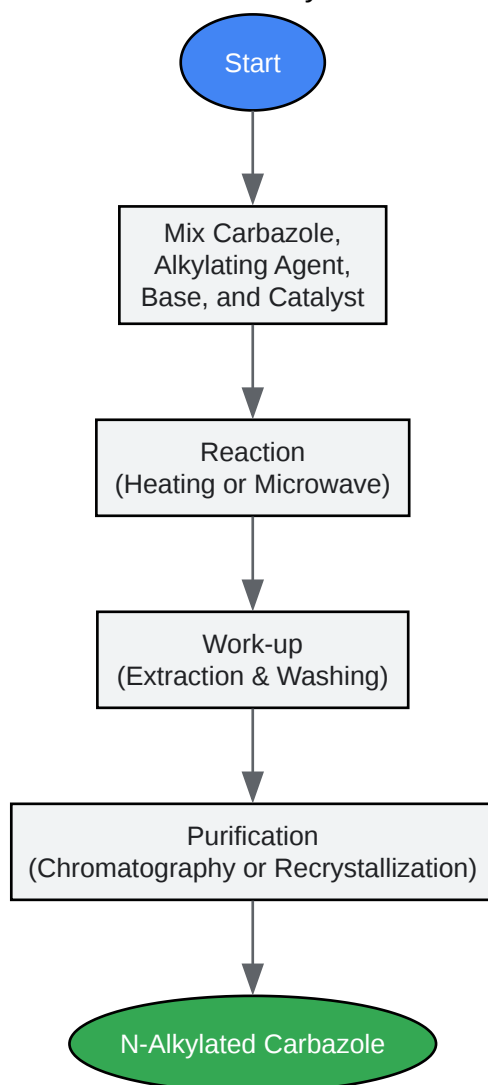 Start
Mix Carbazole,
Alkylating Agent,
Base, and Catalyst
Reaction
(Heating or Microwave)
Work-up
(Extraction & Washing)
Purification
(Chromatography or Recrystallization)
N-Alkylated Carbazole